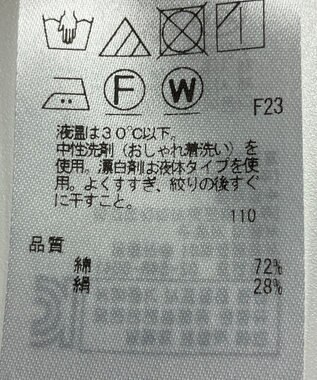 F W
F23
液温は30℃以下。
中性洗剤（おしゃれ着洗い）を
使用。漂白剤は液体タイプを使
用。よくすすぎ、絞りの後すぐ
に干すこと。
110
品質
綿 72%
絹 28%